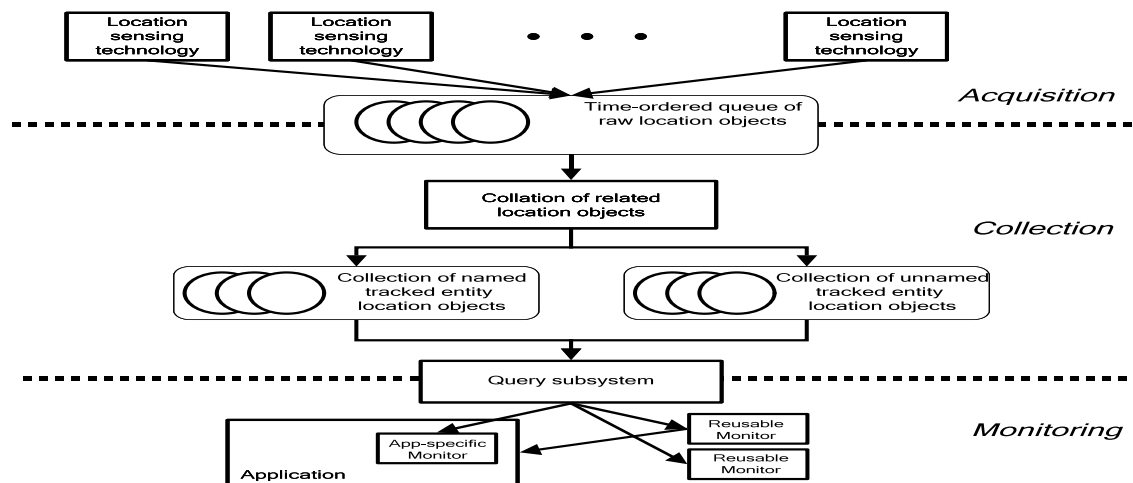 Location
sensing
technology
Location
sensing
technology
Location
sensing
technology
Acquisition
Time-ordered queue of
raw location objects
Collation of related
location objects
Collection
Collection of named
tracked entity
location objects
Collection of unnamed
tracked entity
location objects
Query subsystem
Monitoring
App-specific
Monitor
Application
Reusable
Monitor
Reusable
Monitor